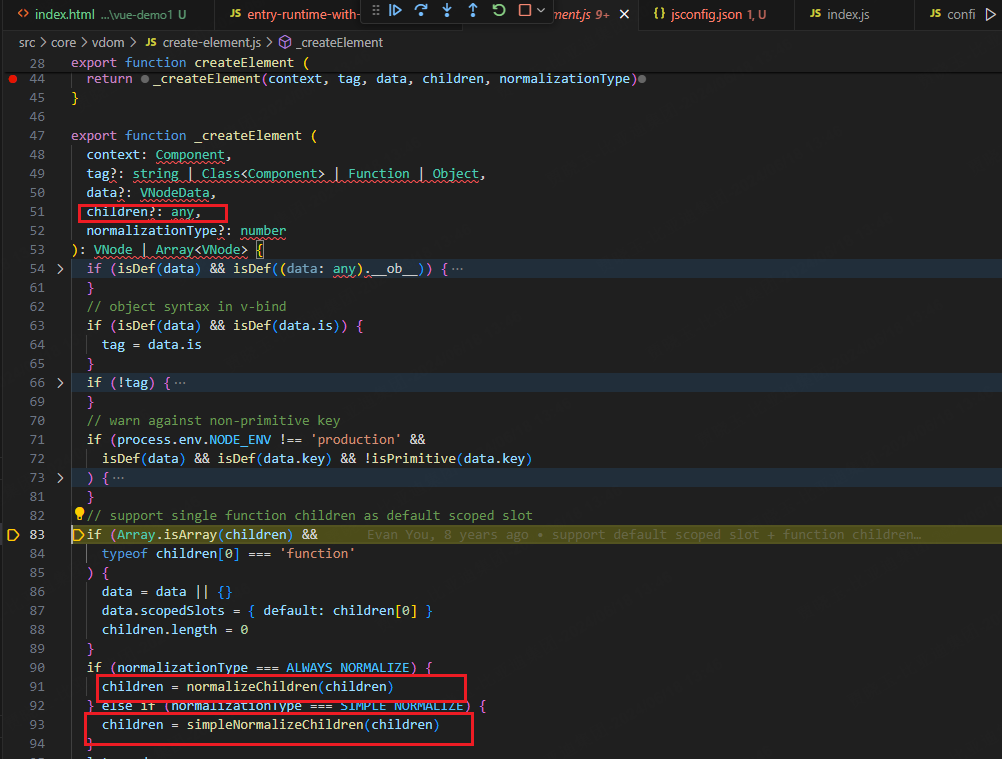 index.html ...\vue-demo1 U
JS entry-runtime-with-
ment.js 9+
{} jsconfig.json 1, U
JS index.js
JS confi
src > core > vdom > JS create-element.js > _createElement
28 export function createElement (
44 return _createElement(context, tag, data, children, normalizationType)
45 }
46
47 export function _createElement (
48 context: Component,
49 tag?: string | Class<Component> | Function | Object,
50 data?: VNodeData,
51 children?: any,
52 normalizationType?: number
53 ): VNode | Array<VNode> {
54 if (isDef(data) && isDef((data: any).__ob__)) { ...
61 }
62 // object syntax in v-bind
63 if (isDef(data) && isDef(data.is)) {
64 tag = data.is
65 }
66 if (!tag) { ...
69 }
70 // warn against non-primitive key
71 if (process.env.NODE_ENV !== 'production' &&
72 isDef(data) && isDef(data.key) && !isPrimitive(data.key)
73 ) { ...
81 }
82 // support single function children as default scoped slot
83 if (Array.isArray(children) && Evan You, 8 years ago • support default scoped slot + function children…
84 typeof children[0] === 'function'
85 ) {
86 data = data || {}
87 data.scopedSlots = { default: children[0] }
88 children.length = 0
89 }
90 if (normalizationType === ALWAYS_NORMALIZE) {
91 children = normalizeChildren(children)
92 } else if (normalizationType === SIMPLE_NORMALIZE) {
93 children = simpleNormalizeChildren(children)
94 }